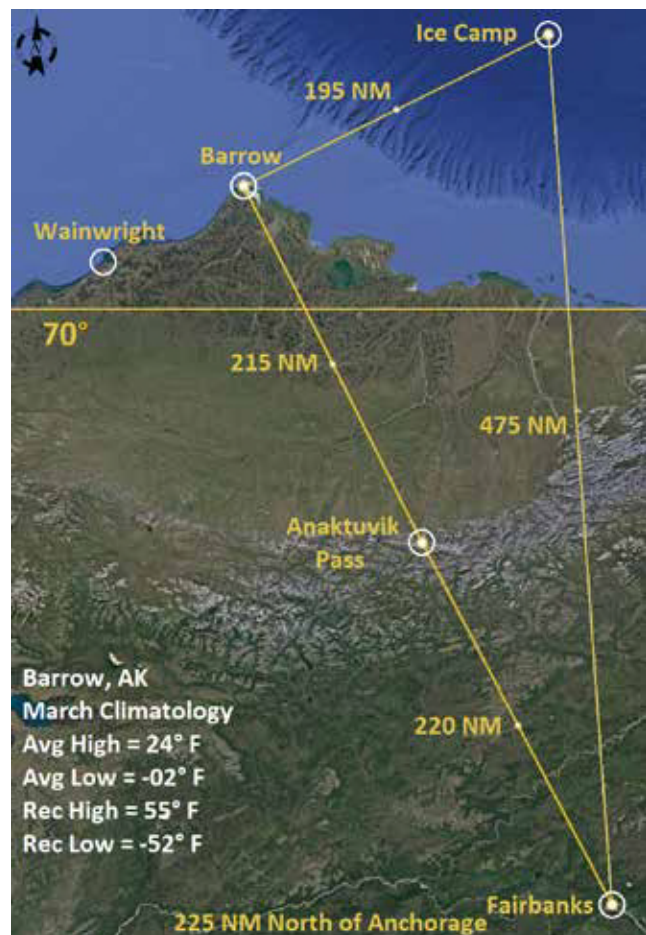 Ice Camp
195 NM
Barrow
Wainwright
70°
215 NM
475 NM
Anaktuvik
Pass
Barrow, AK
March Climatology
Avg High = 24° F
Avg Low = -02° F
Rec High = 55° F
Rec Low = -52° F
220 NM
Fairbanks
225 NM North of Anchorage